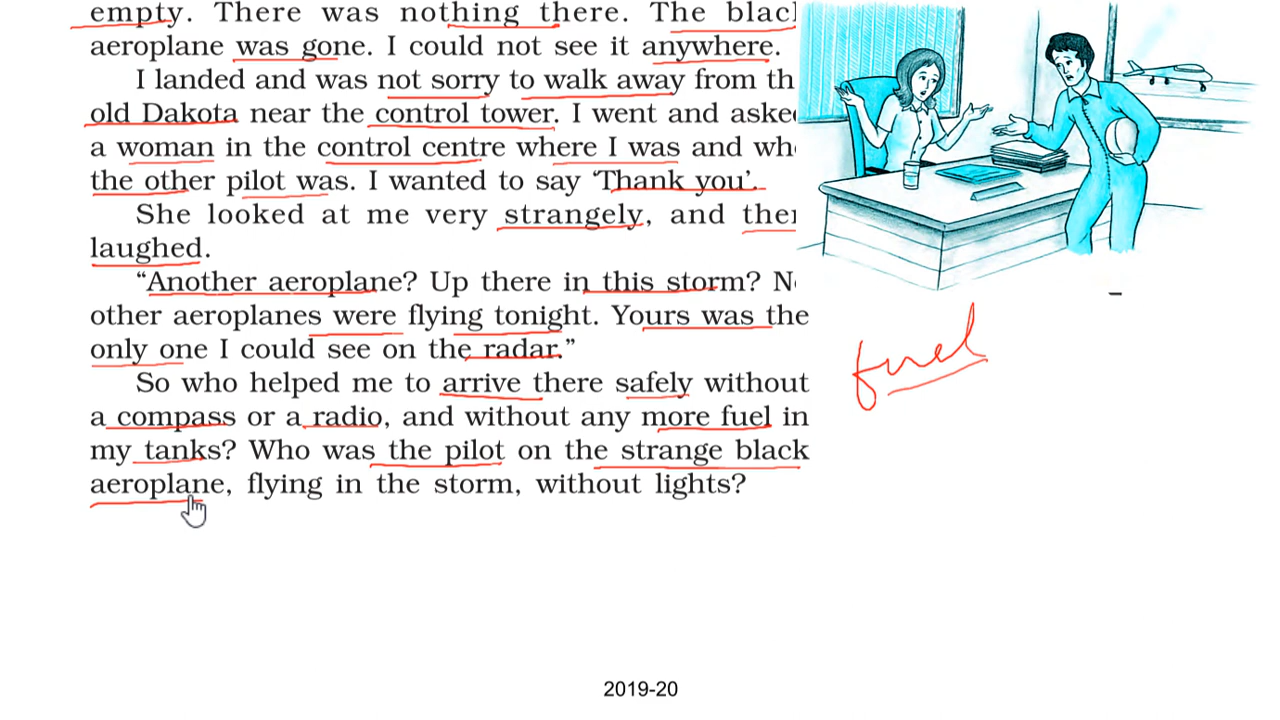 empty. There was nothing there. The blac
aeroplane was gone. I could not see it anywhere.
I landed and was not sorry to walk away from th
old Dakota near the control tower. I went and aske
a woman in the control centre where I was and wh
the other pilot was. I wanted to say ‘Thank you’.
She looked at me very strangely, and then
laughed.
“Another aeroplane? Up there in this storm? N
other aeroplanes were flying tonight. Yours was the
only one I could see on the radar.”
So who helped me to arrive there safely without
a compass or a radio, and without any more fuel in
my tanks? Who was the pilot on the strange black
aeroplane, flying in the storm, without lights?
fuel
2019-20